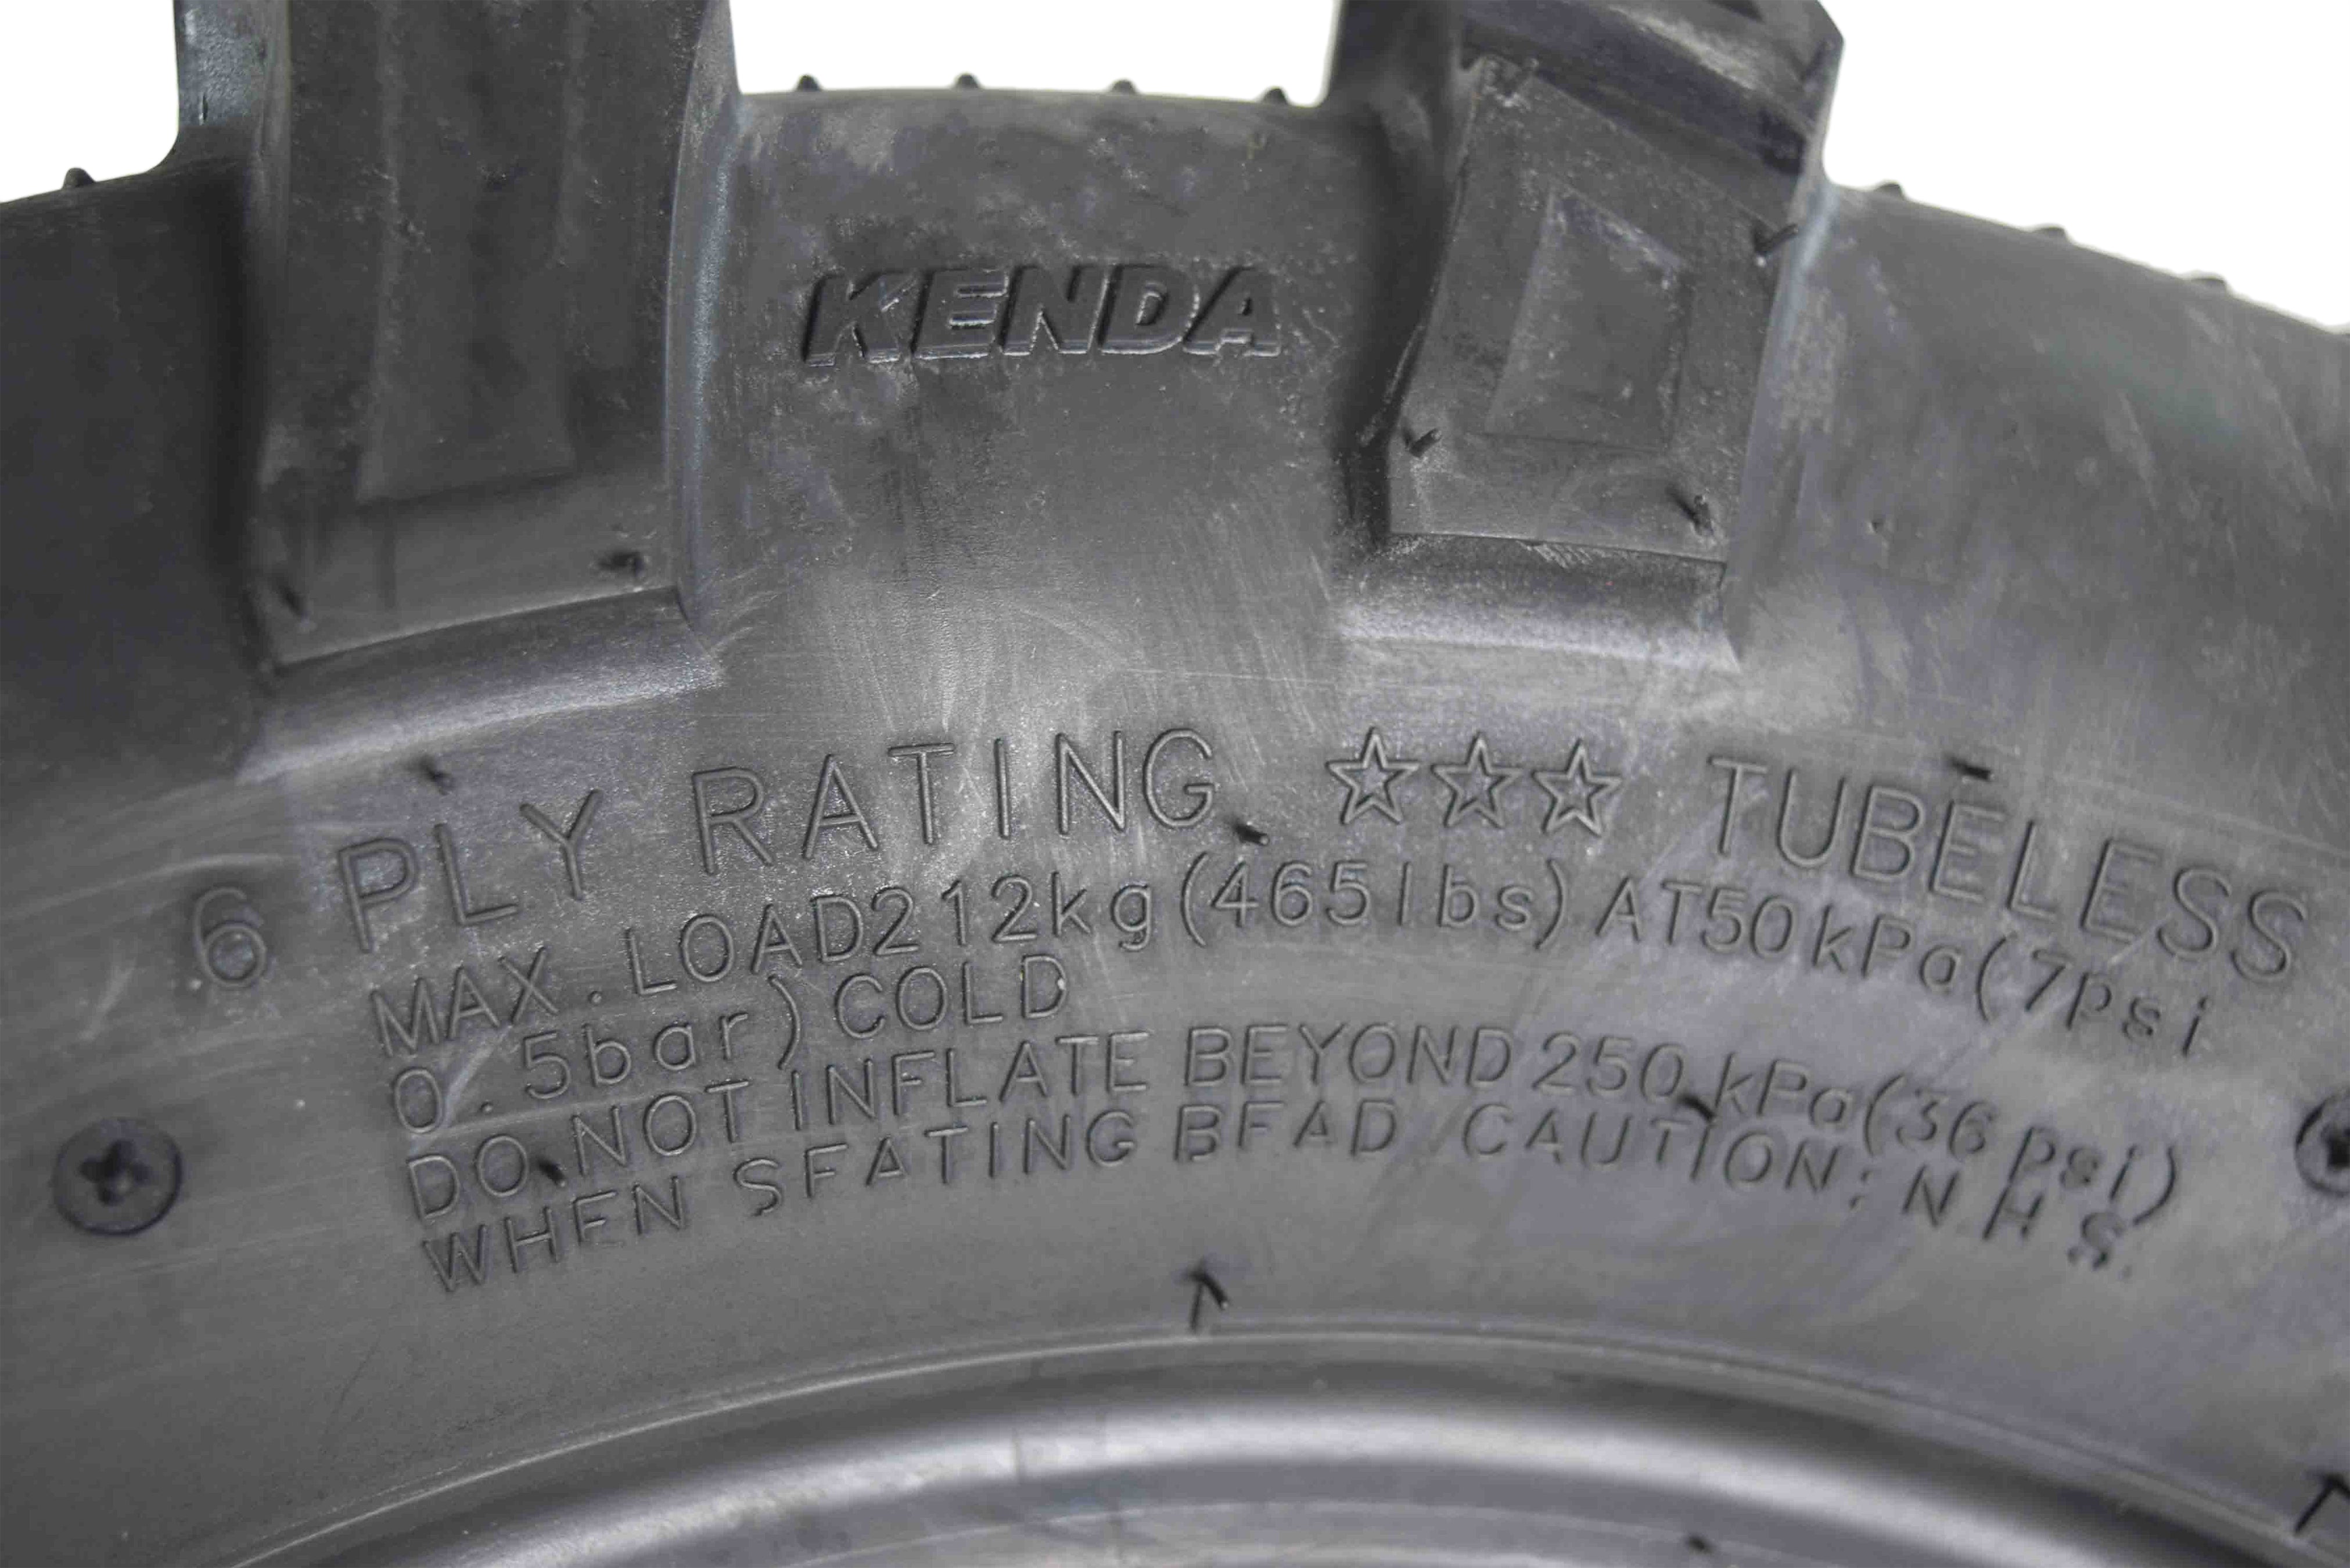 KENDA
6 PLY RATING ☆☆☆ TUBELESS
MAX. LOAD212kg(465lbs) AT50kPa(7psi
0.5bar)COLD
DO NOT INFLATE BEYOND 250 kPa(36 psi)
WHEN SEATING BEAD CAUTION: N.H.S.